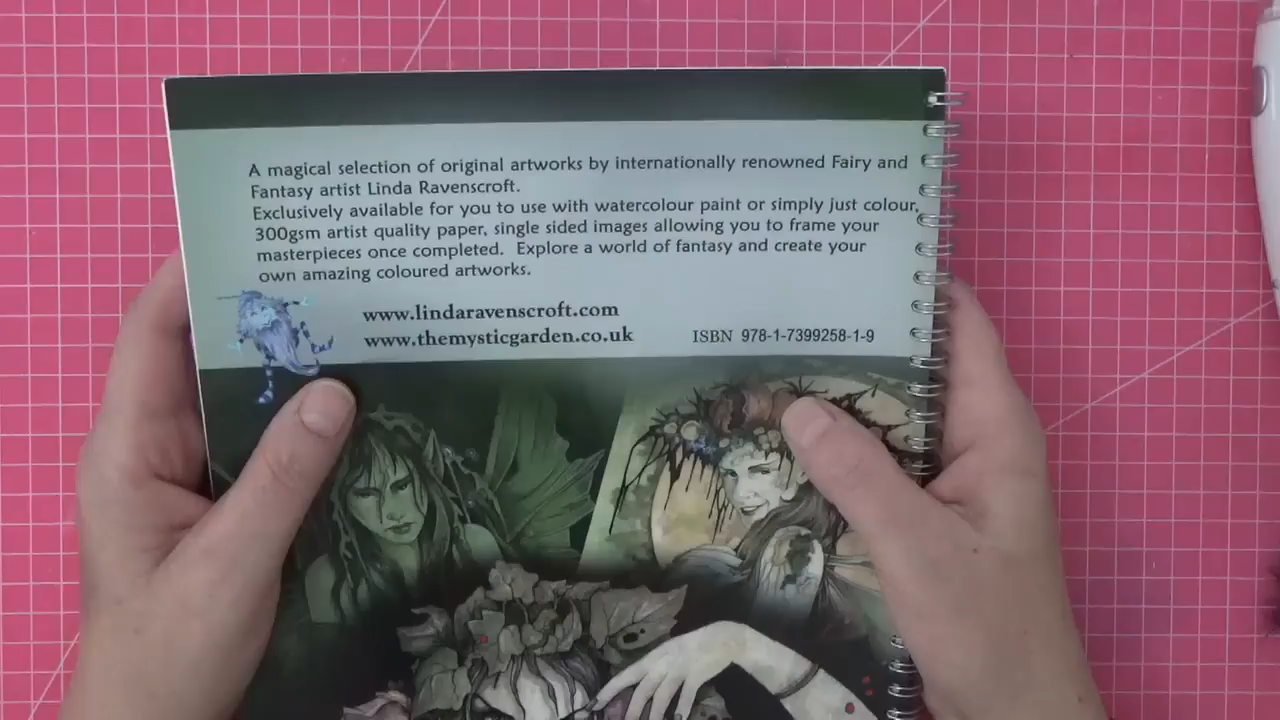 A magical selection of original artworks by internationally renowned Fairy and
Fantasy artist Linda Ravenscroft.
Exclusively available for you to use with watercolour paint or simply just colour,
300gsm artist quality paper, single sided images allowing you to frame your
masterpieces once completed. Explore a world of fantasy and create your
own amazing coloured artworks.
www.lindaravenscroft.com
www.themysticgarden.co.uk ISBN 978-1-7399258-1-9